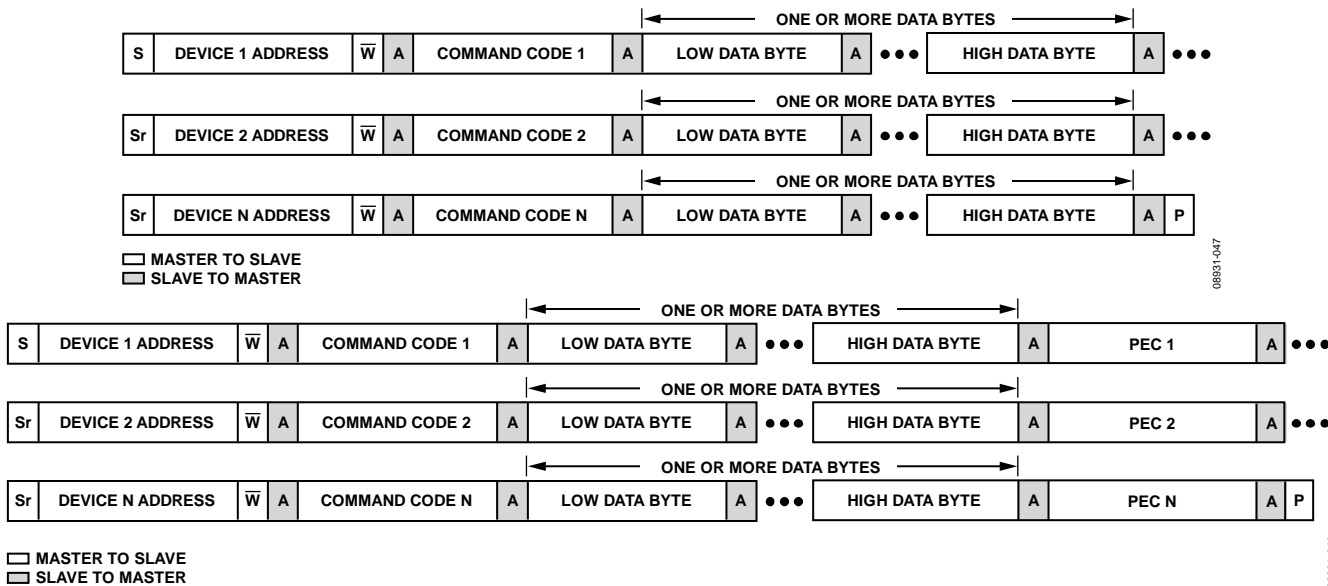 ONE OR MORE DATA BYTES
S DEVICE 1 ADDRESS W̅ A COMMAND CODE 1 A LOW DATA BYTE A ••• HIGH DATA BYTE A •••
ONE OR MORE DATA BYTES
Sr DEVICE 2 ADDRESS W̅ A COMMAND CODE 2 A LOW DATA BYTE A ••• HIGH DATA BYTE A •••
ONE OR MORE DATA BYTES
Sr DEVICE N ADDRESS W̅ A COMMAND CODE N A LOW DATA BYTE A ••• HIGH DATA BYTE A P
MASTER TO SLAVE
SLAVE TO MASTER
08931-047
ONE OR MORE DATA BYTES
S DEVICE 1 ADDRESS W̅ A COMMAND CODE 1 A LOW DATA BYTE A ••• HIGH DATA BYTE A PEC 1 A •••
ONE OR MORE DATA BYTES
Sr DEVICE 2 ADDRESS W̅ A COMMAND CODE 2 A LOW DATA BYTE A ••• HIGH DATA BYTE A PEC 2 A •••
ONE OR MORE DATA BYTES
Sr DEVICE N ADDRESS W̅ A COMMAND CODE N A LOW DATA BYTE A ••• HIGH DATA BYTE A PEC N A P
MASTER TO SLAVE
SLAVE TO MASTER